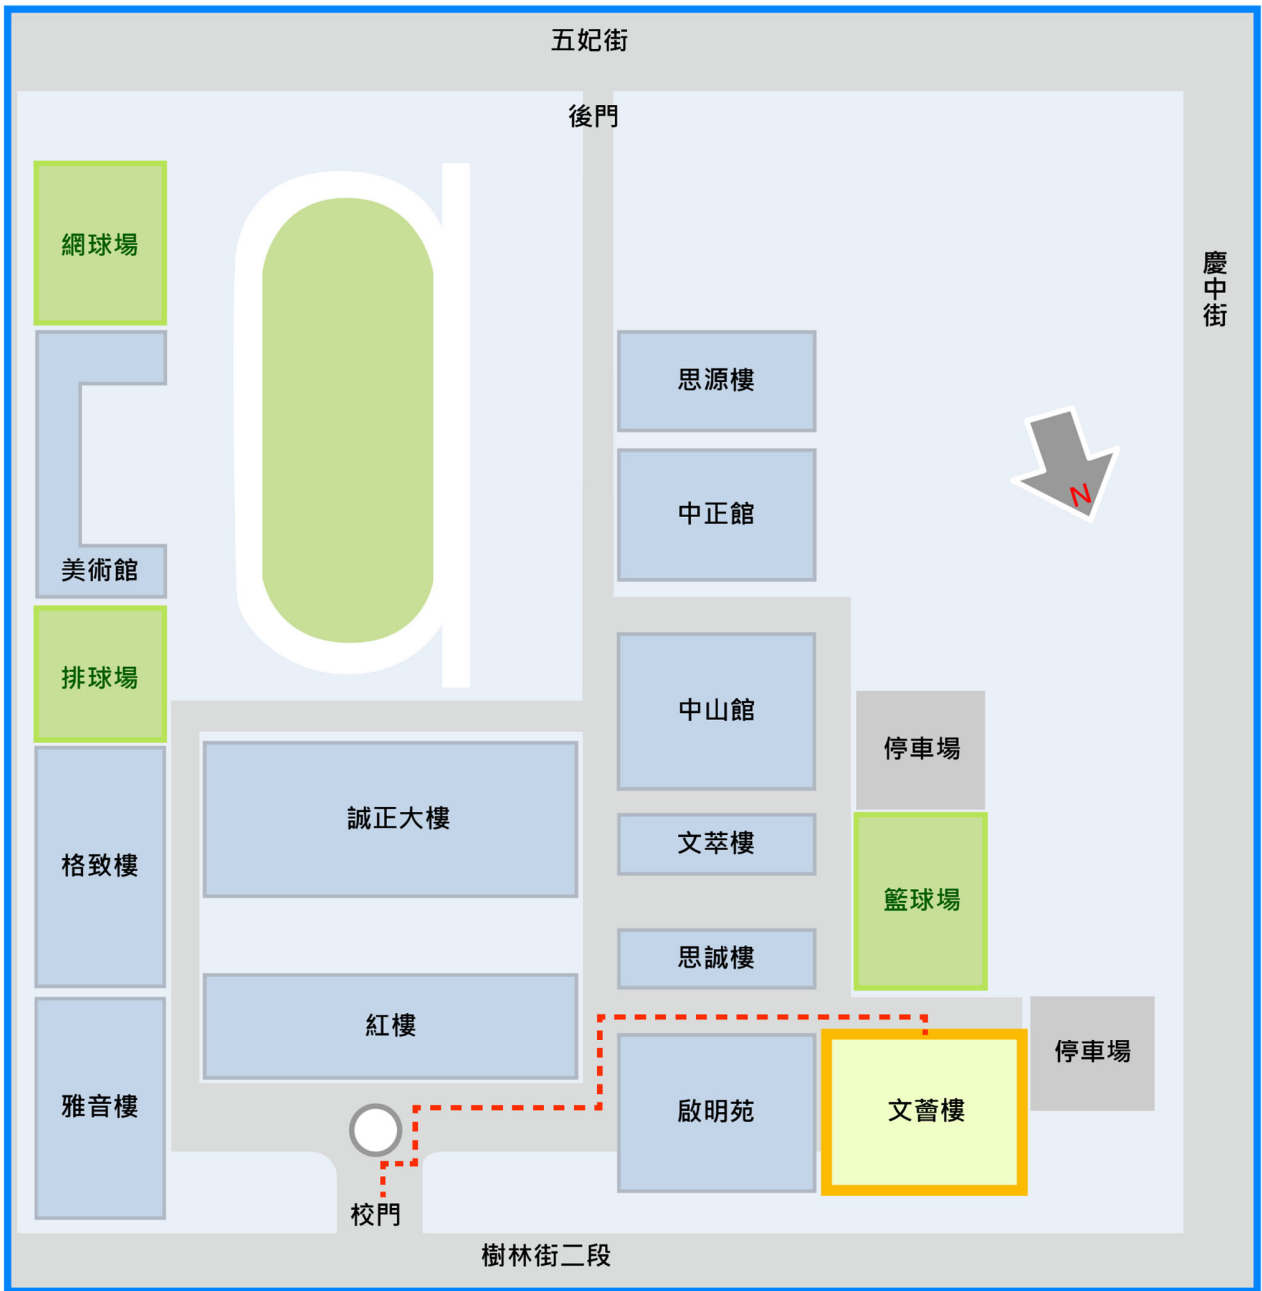 五妃街
後門
網球場
慶中街
思源樓
中正館
N
美術館
排球場
中山館
停車場
誠正大樓
文萃樓
格致樓
籃球場
思誠樓
紅樓
停車場
雅音樓
啟明苑
文薈樓
校門
樹林街二段